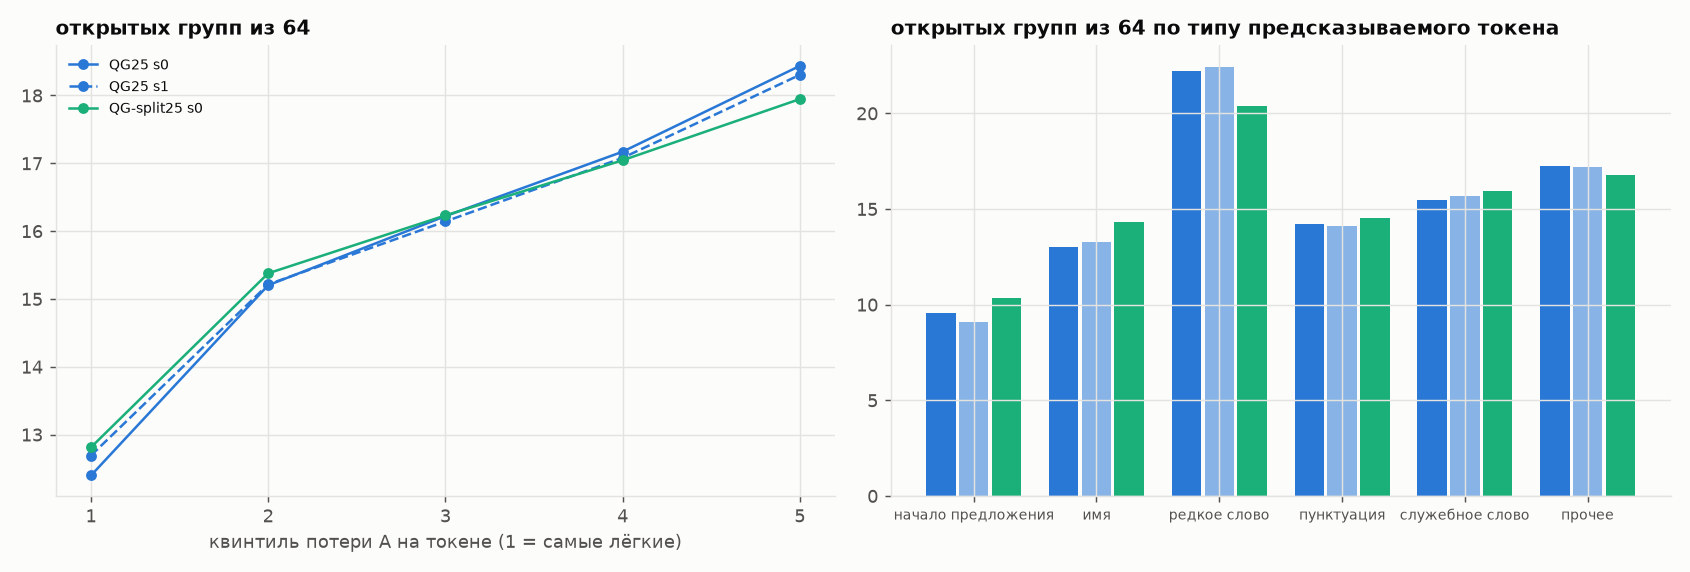 открытых групп из 64
QG25 s0
QG25 s1
QG-split25 s0
18
17
16
15
14
13
1 2 3 4 5
квинтиль потери A на токене (1 = самые лёгкие)
открытых групп из 64 по типу предсказываемого токена
20
15
10
5
0
начало предложения имя редкое слово пунктуация служебное слово прочее